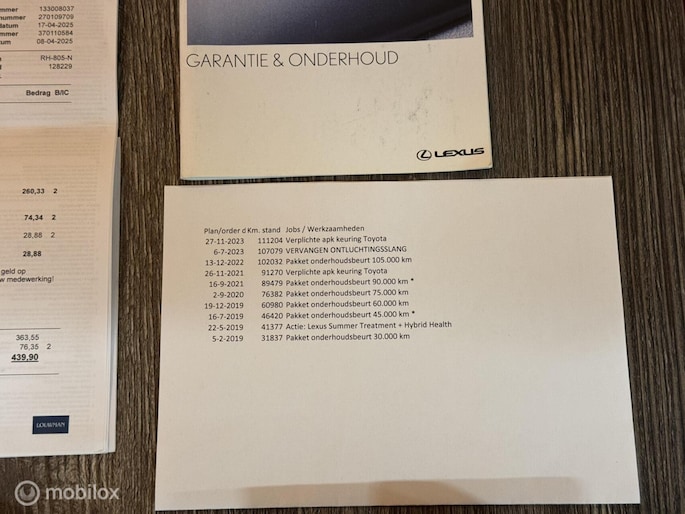 mmer 133008037
nummer 270109709
datum 17-04-2025
mmer 370110584
tum 08-04-2025
RH-805-N
128229
Bedrag B/IC
260,33 2
74,34 2
28,88 2
28,88
geld op
w medewerking!
363,55
76,35 2
439,90
LOUWMAN
GARANTIE & ONDERHOUD
LEXUS
Plan/order d Km. stand Jobs / Werkzaamheden
27-11-2023 111204 Verplichte apk keuring Toyota
6-7-2023 107079 VERVANGEN ONTLUCHTINGSSLANG
13-12-2022 102032 Pakket onderhoudsbeurt 105.000 km
26-11-2021 91270 Verplichte apk keuring Toyota
16-9-2021 89479 Pakket onderhoudsbeurt 90.000 km *
2-9-2020 76382 Pakket onderhoudsbeurt 75.000 km
19-12-2019 60980 Pakket onderhoudsbeurt 60.000 km
16-7-2019 46420 Pakket onderhoudsbeurt 45.000 km *
22-5-2019 41377 Actie: Lexus Summer Treatment + Hybrid Health
5-2-2019 31837 Pakket onderhoudsbeurt 30.000 km
mobilox